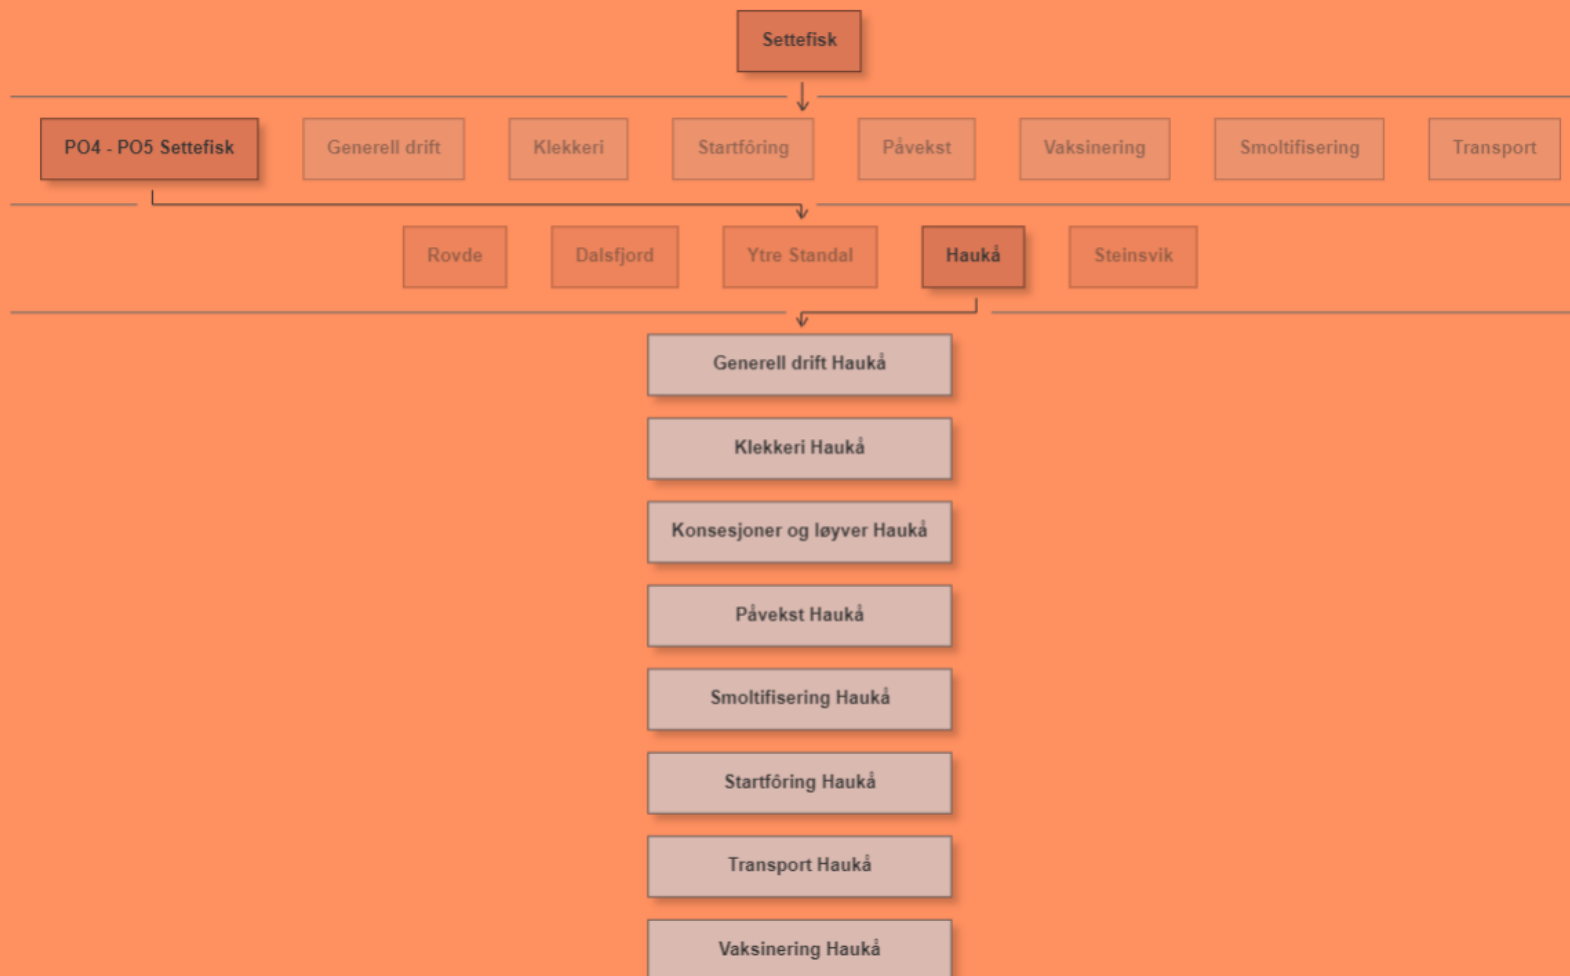 Settefisk
PO4 - PO5 Settefisk Generell drift Klekkeri Startfôring Påvekst Vaksinering Smoltifisering Transport
Rovde Dalsfjord Ytre Standal Haukå Steinsvik
Generell drift Haukå
Klekkeri Haukå
Konsesjoner og løyver Haukå
Påvekst Haukå
Smoltifisering Haukå
Startfôring Haukå
Transport Haukå
Vaksinering Haukå